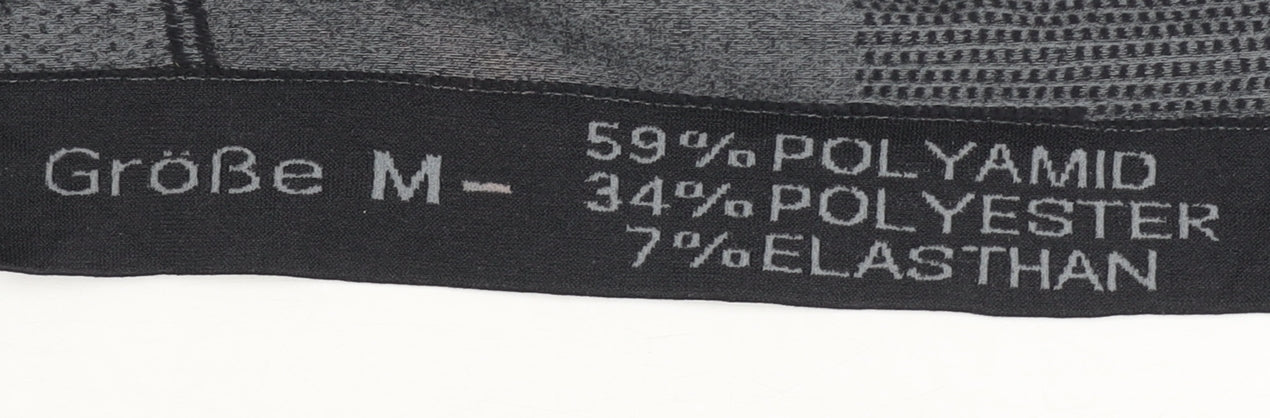 Größe M-
59% POLYAMID
34% POLYESTER
7% ELASTHAN